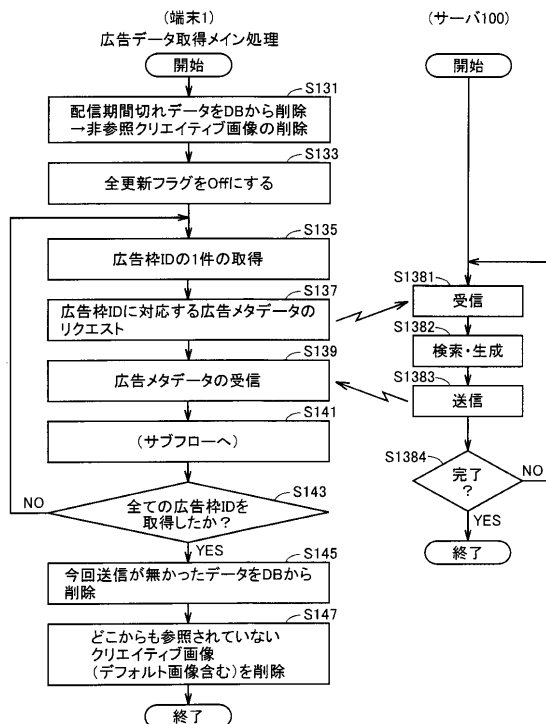 (端末1)
広告データ取得メイン処理
開始
S131
配信期間切れデータをDBから削除
→非参照クリエイティブ画像の削除
S133
全更新フラグをOffにする
S135
広告枠IDの1件の取得
S137
広告枠IDに対応する広告メタデータの
リクエスト
S139
広告メタデータの受信
S141
(サブフローへ)
S143
全ての広告枠IDを
取得したか?
NO
YES
S145
今回送信が無かったデータをDBから
削除
S147
どこからも参照されていない
クリエイティブ画像
(デフォルト画像含む)を削除
終了
(サーバ100)
開始
S1381
受信
S1382
検索・生成
S1383
送信
S1384
完了
?
NO
YES
終了